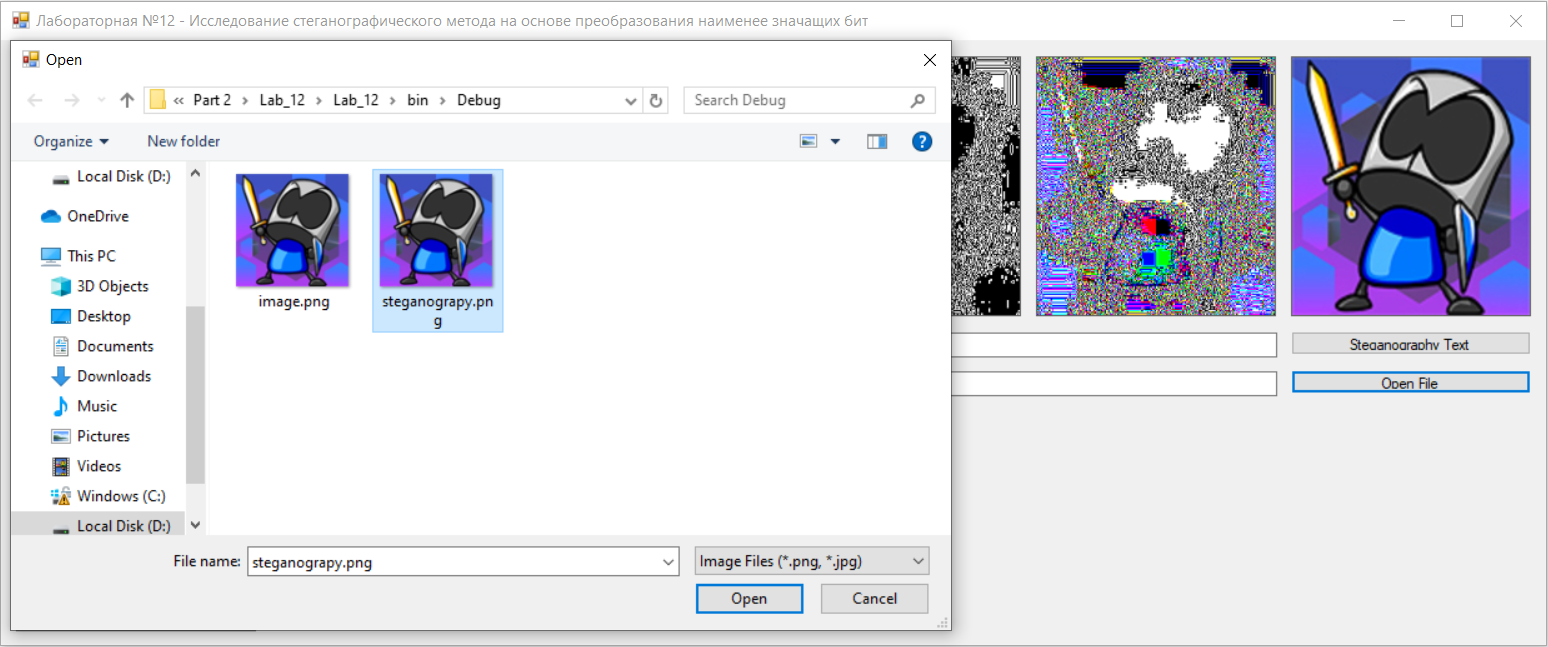 Лабораторная №12 - Исследование стеганографического метода на основе преобразования наименее значащих бит
Open
« Part 2 › Lab_12 › Lab_12 › bin › Debug
Search Debug
Organize
New folder
?
Local Disk (D:)
OneDrive
This PC
3D Objects
Desktop
Documents
Downloads
Music
Pictures
Videos
Windows (C:)
Local Disk (D:)
image.png
steganograpy.pn
g
Steganography Text
Open File
File name:
steganograpy.png
Image Files (*.png, *.jpg)
Open
Cancel